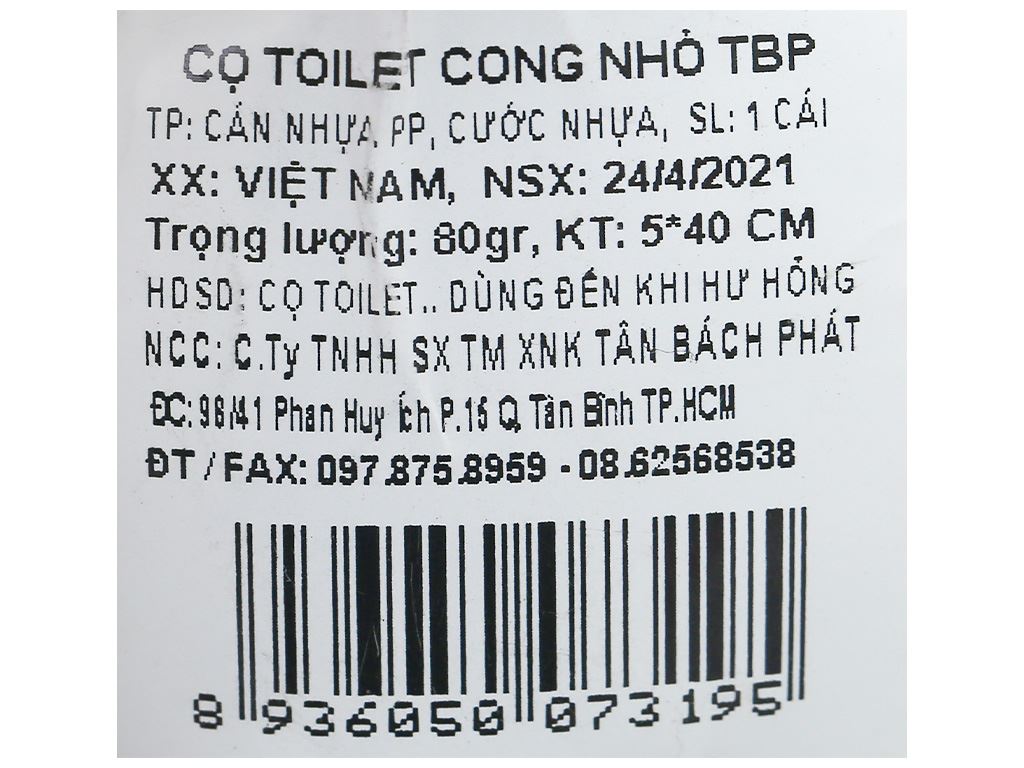 CỌ TOILET CONG NHỎ TBP
TP: CÁN NHỰA PP, CƯỚC NHỰA, SL: 1 CÁI
XX: VIỆT NAM, NSX: 24/4/2021
Trọng lượng: 80gr, KT: 5*40 CM
HDSD: CỌ TOILET.. DÙNG ĐẾN KHI HƯ HỎNG
NCC: C.Ty TNHH SX TM XNK TÂN BÁCH PHÁT
ĐC: 98/41 Phan Huy Ích P.15 Q. Tân Bình TP.HCM
ĐT / FAX: 097.875.8959 - 08.62568538
8 936050 073195